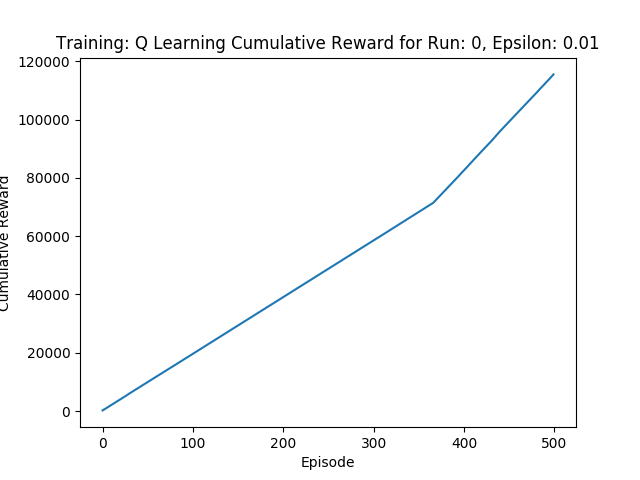 Training: Q Learning Cumulative Reward for Run: 0, Epsilon: 0.01
120000
100000
80000
60000
40000
20000
0
Cumulative Reward
0 100 200 300 400 500
Episode